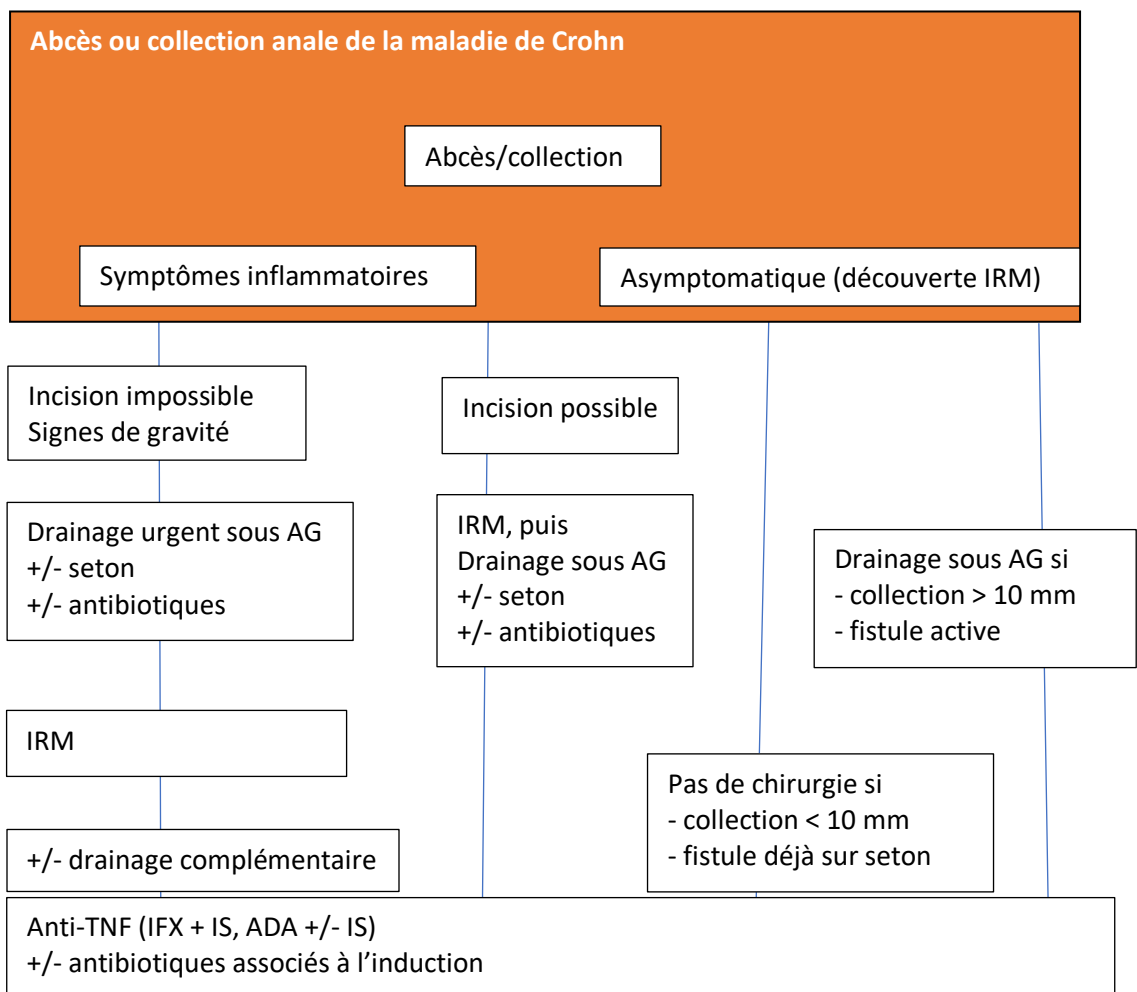 Abcès ou collection anale de la maladie de Crohn
Abcès/collection
Symptômes inflammatoires
Asymptomatique (découverte IRM)
Incision impossible
Signes de gravité
Incision possible
Drainage urgent sous AG
+/- seton
+/- antibiotiques
IRM, puis
Drainage sous AG
+/- seton
+/- antibiotiques
Drainage sous AG si
- collection > 10 mm
- fistule active
IRM
Pas de chirurgie si
- collection < 10 mm
- fistule déjà sur seton
+/- drainage complémentaire
Anti-TNF (IFX + IS, ADA +/- IS)
+/- antibiotiques associés à l’induction